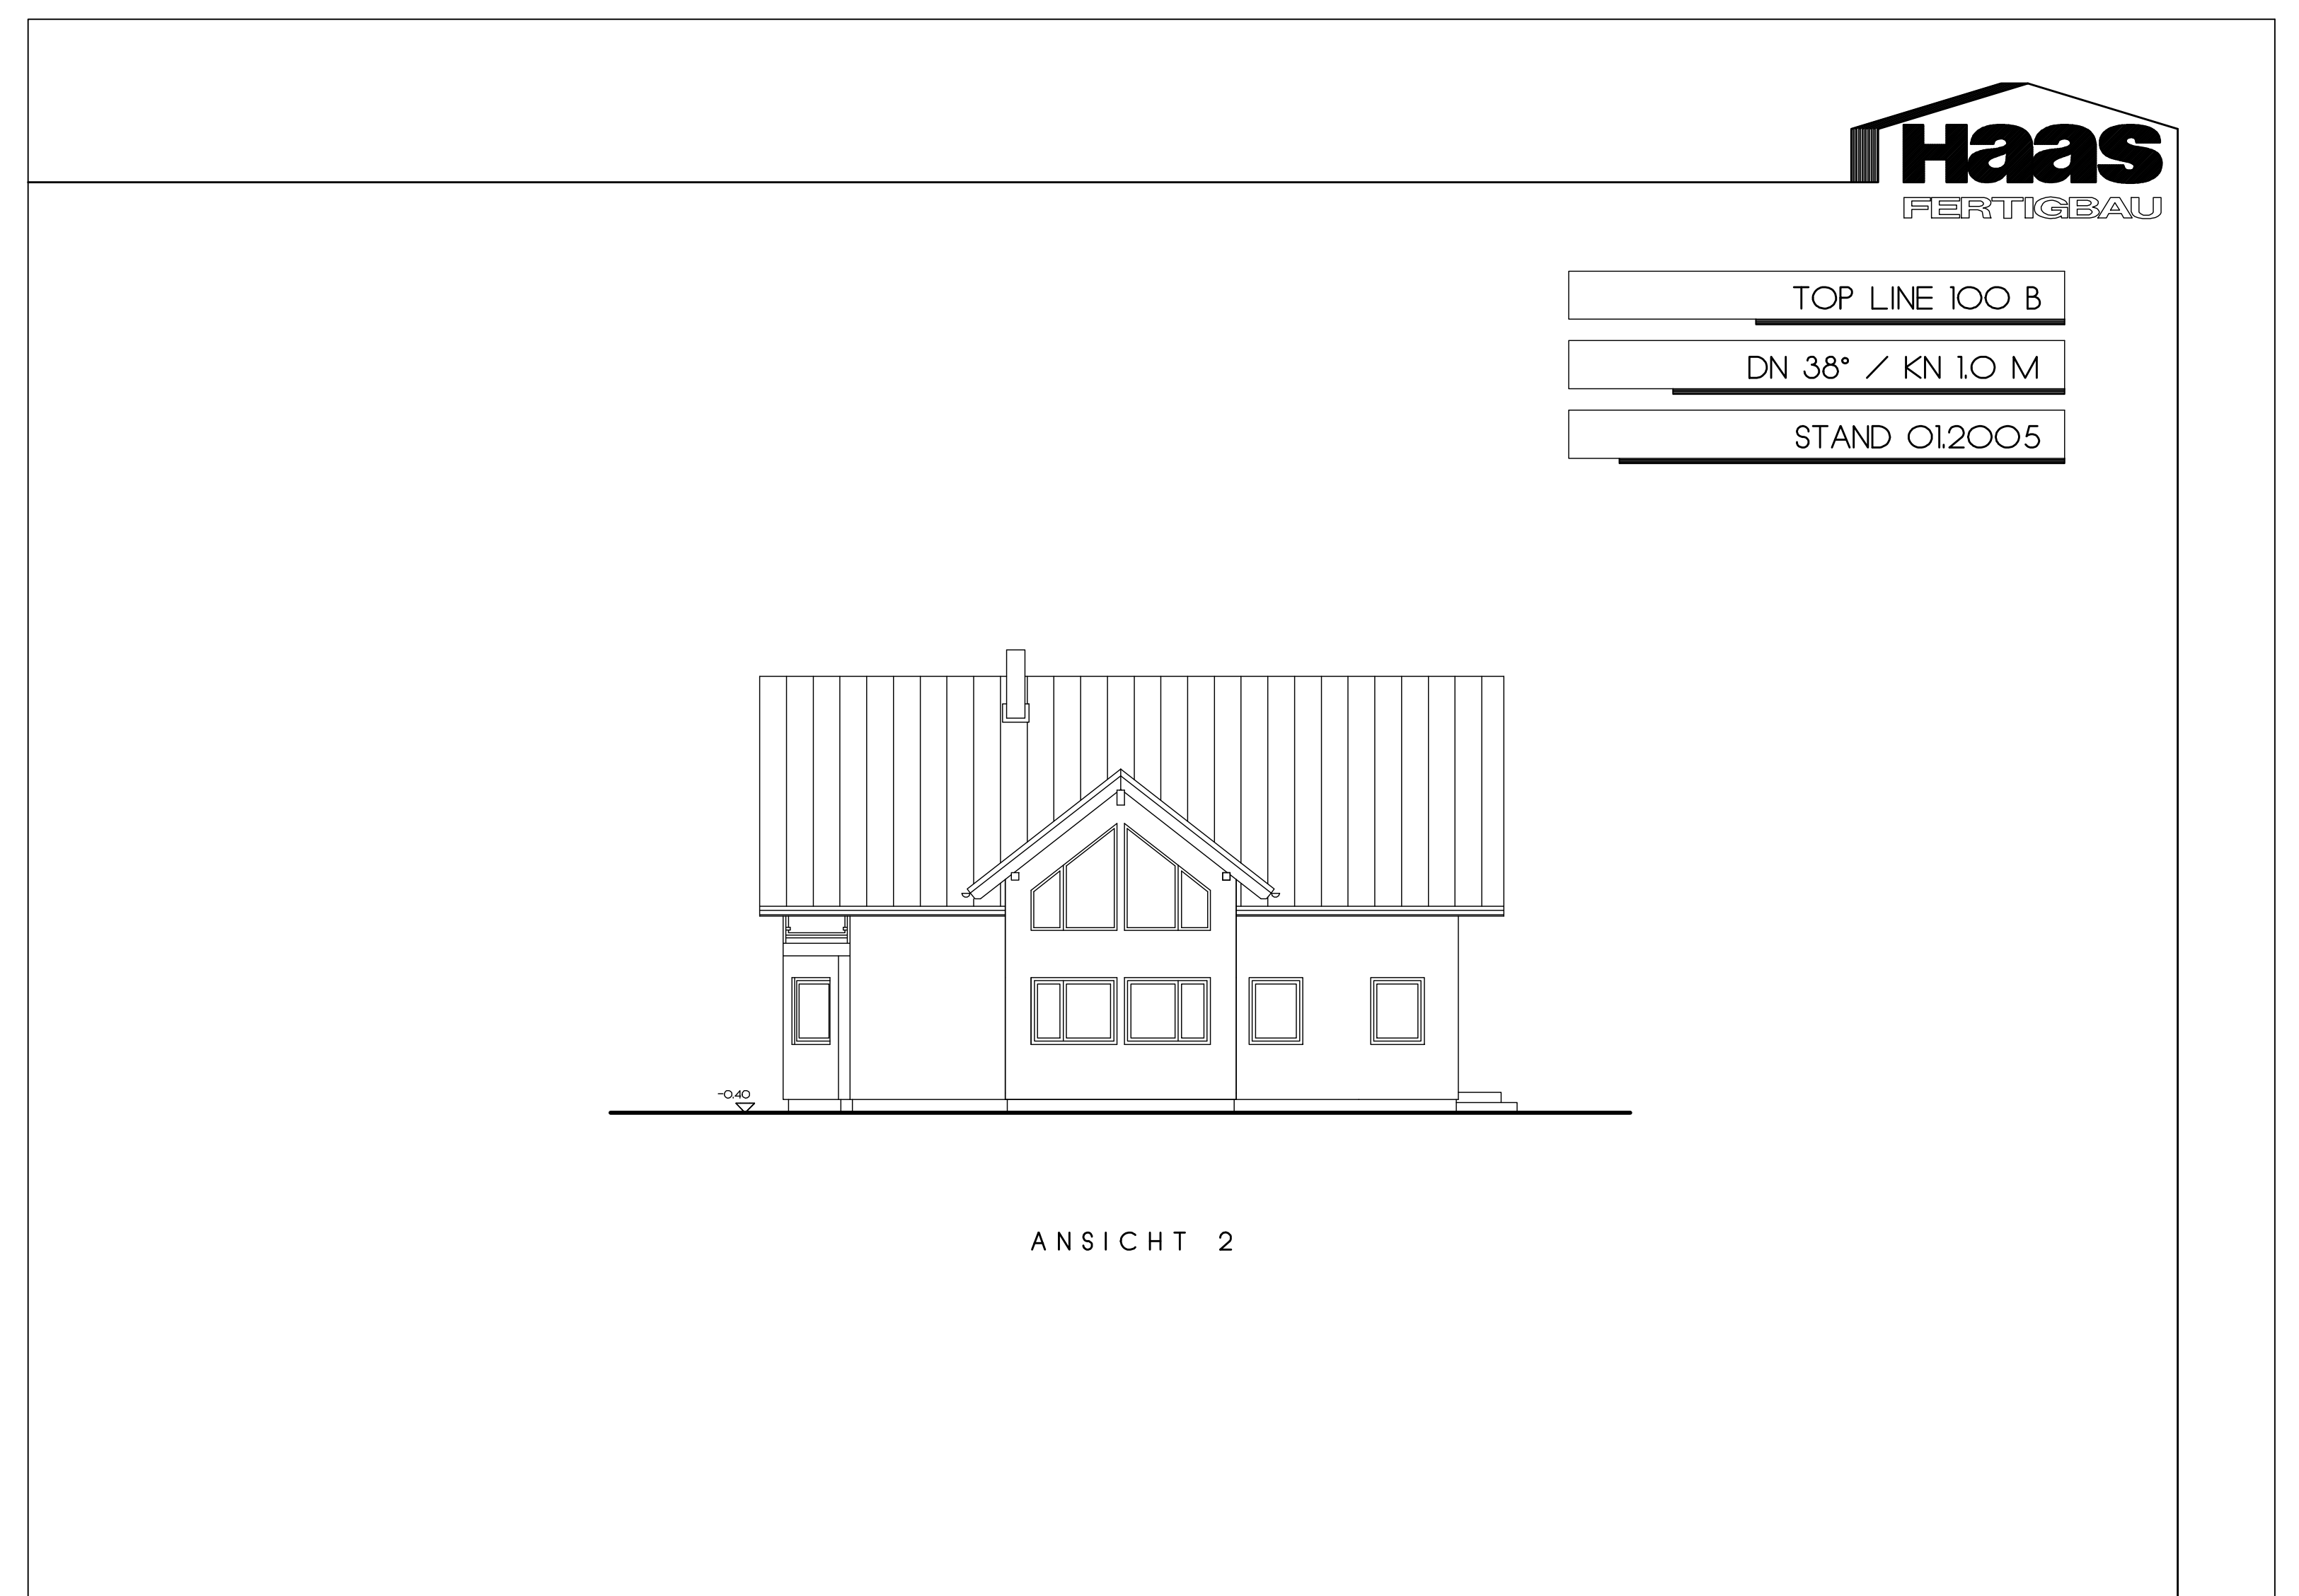 Haas
FERTIGBAU
TOP LINE 100 B
DN 38° / KN 1.0 M
STAND 01.2005
-0.40
ANSICHT 2